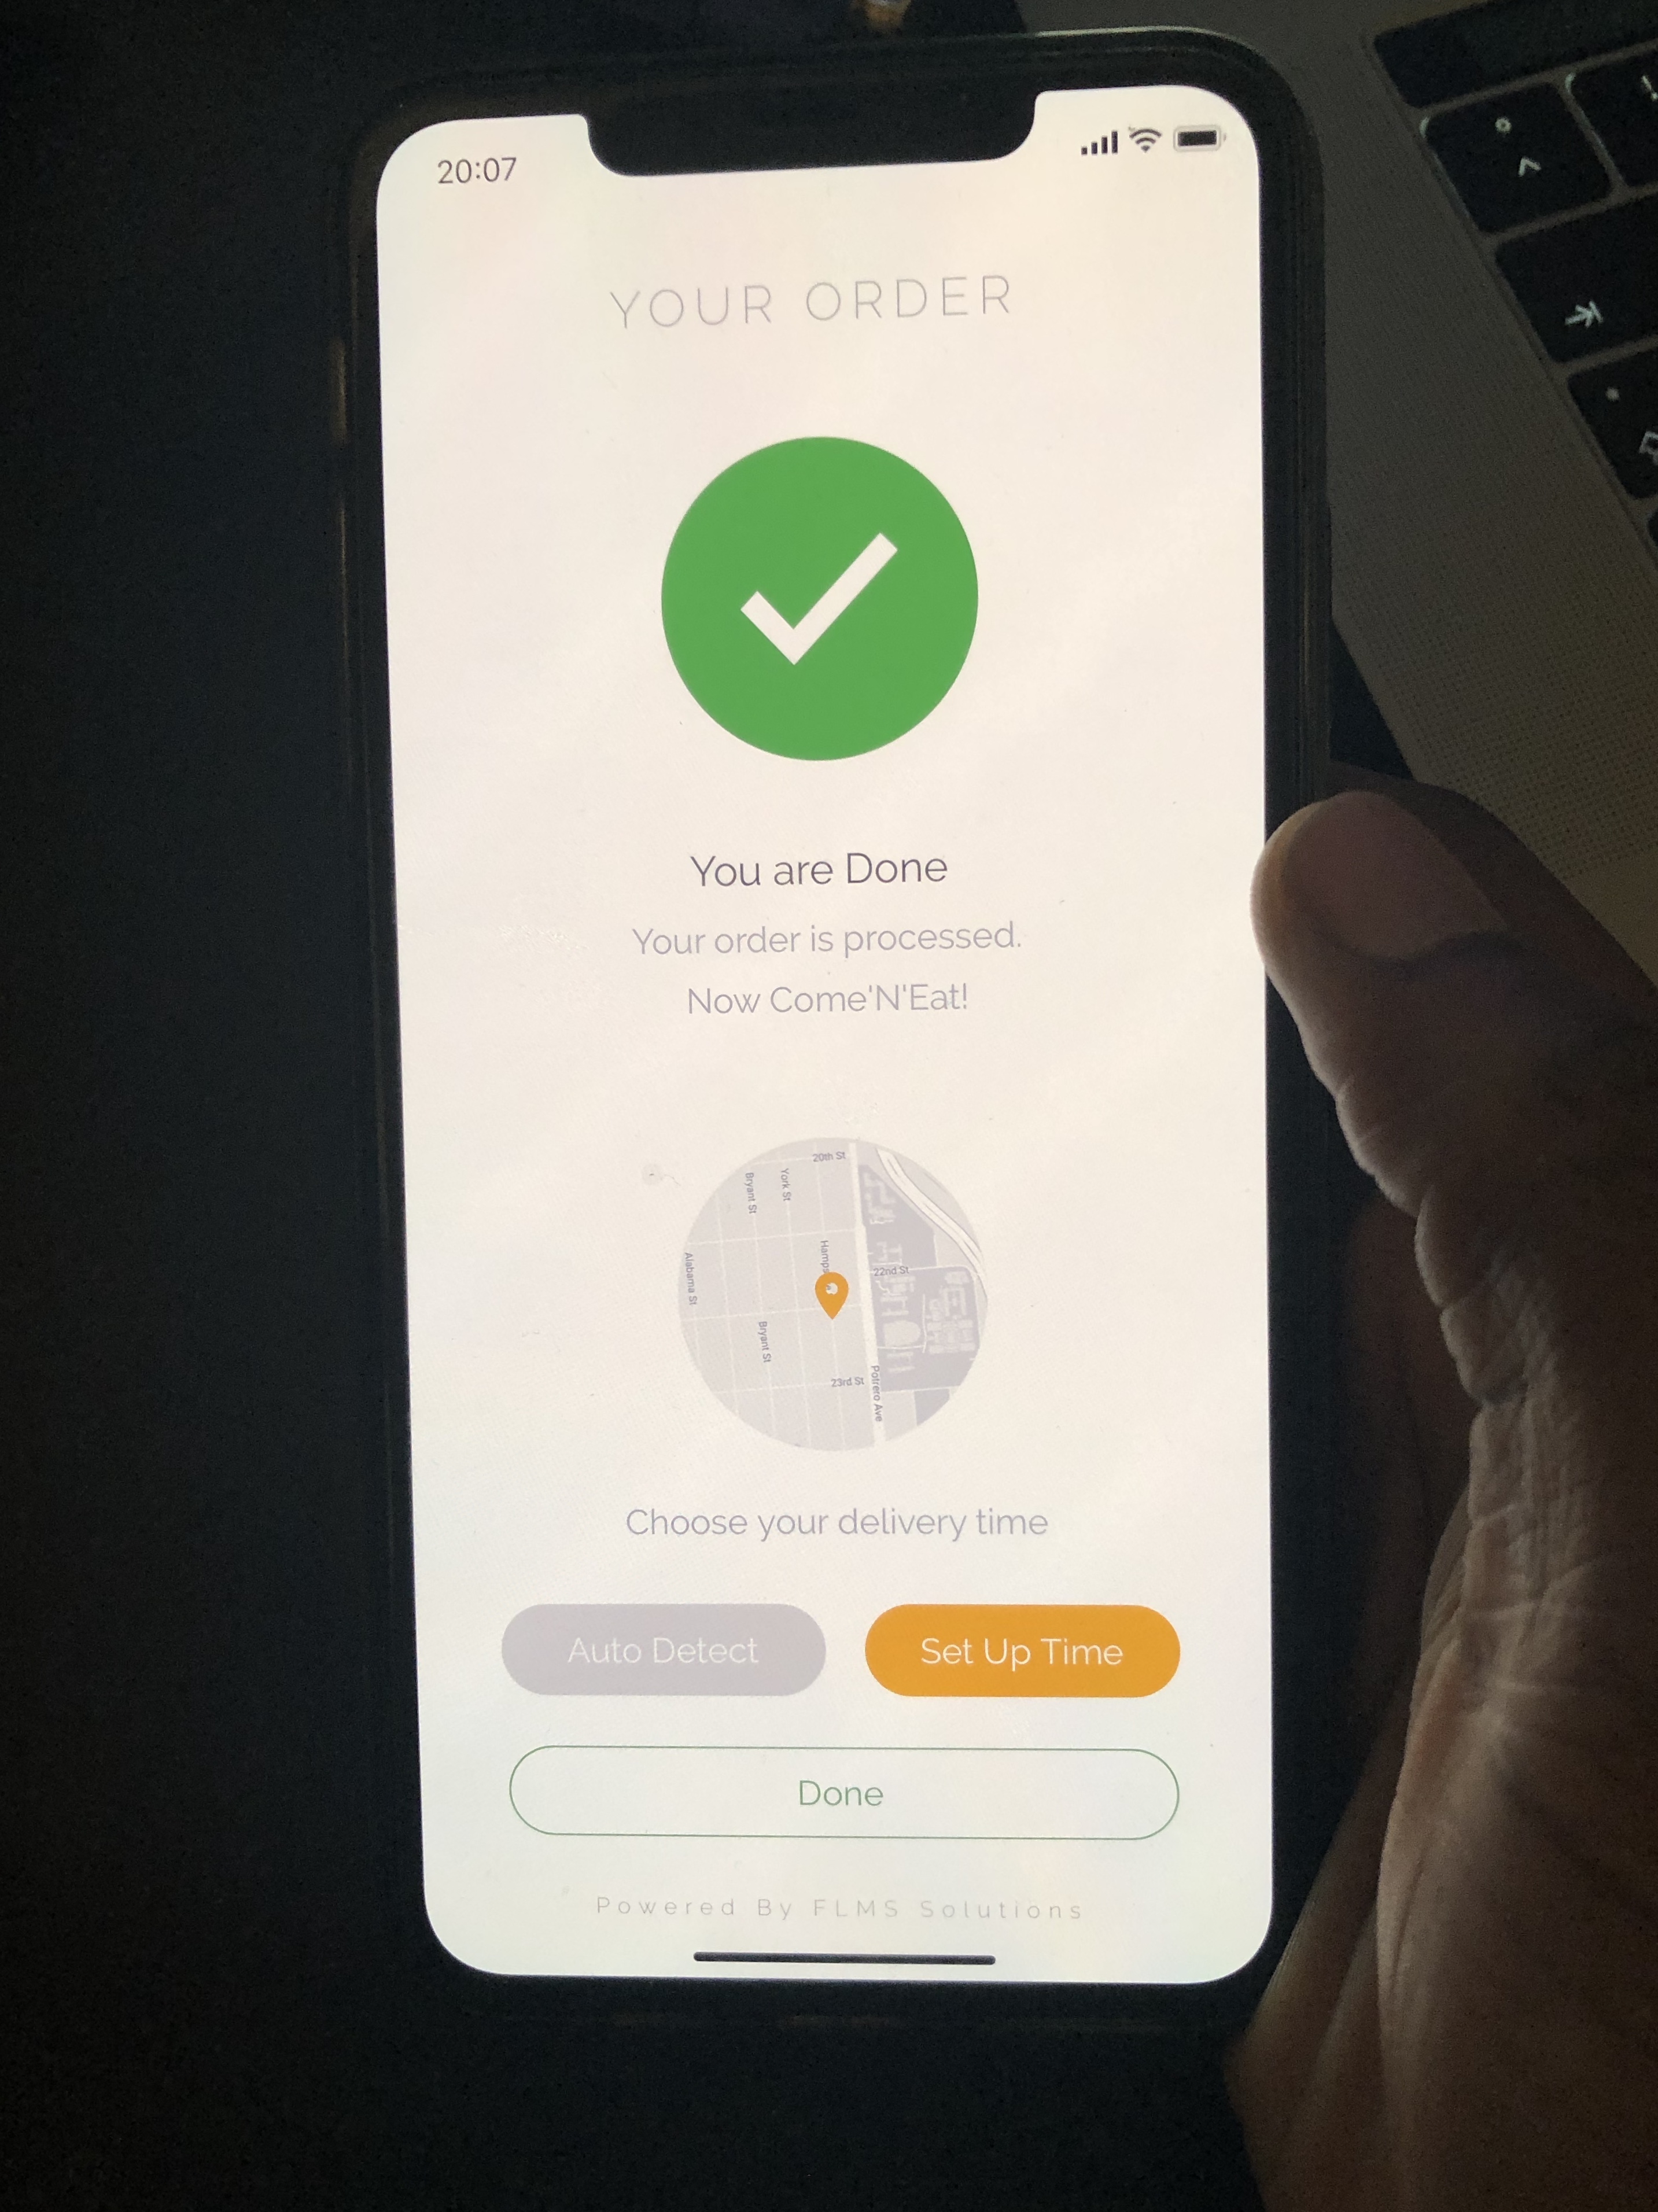 20:07
YOUR ORDER
You are Done
Your order is processed.
Now Come'N'Eat!
20th St
York St
Bryant St
Alabama St
22nd St
Bryant St
23rd St
Potrero Ave
Choose your delivery time
Auto Detect
Set Up Time
Done
Powered By FLMS Solutions